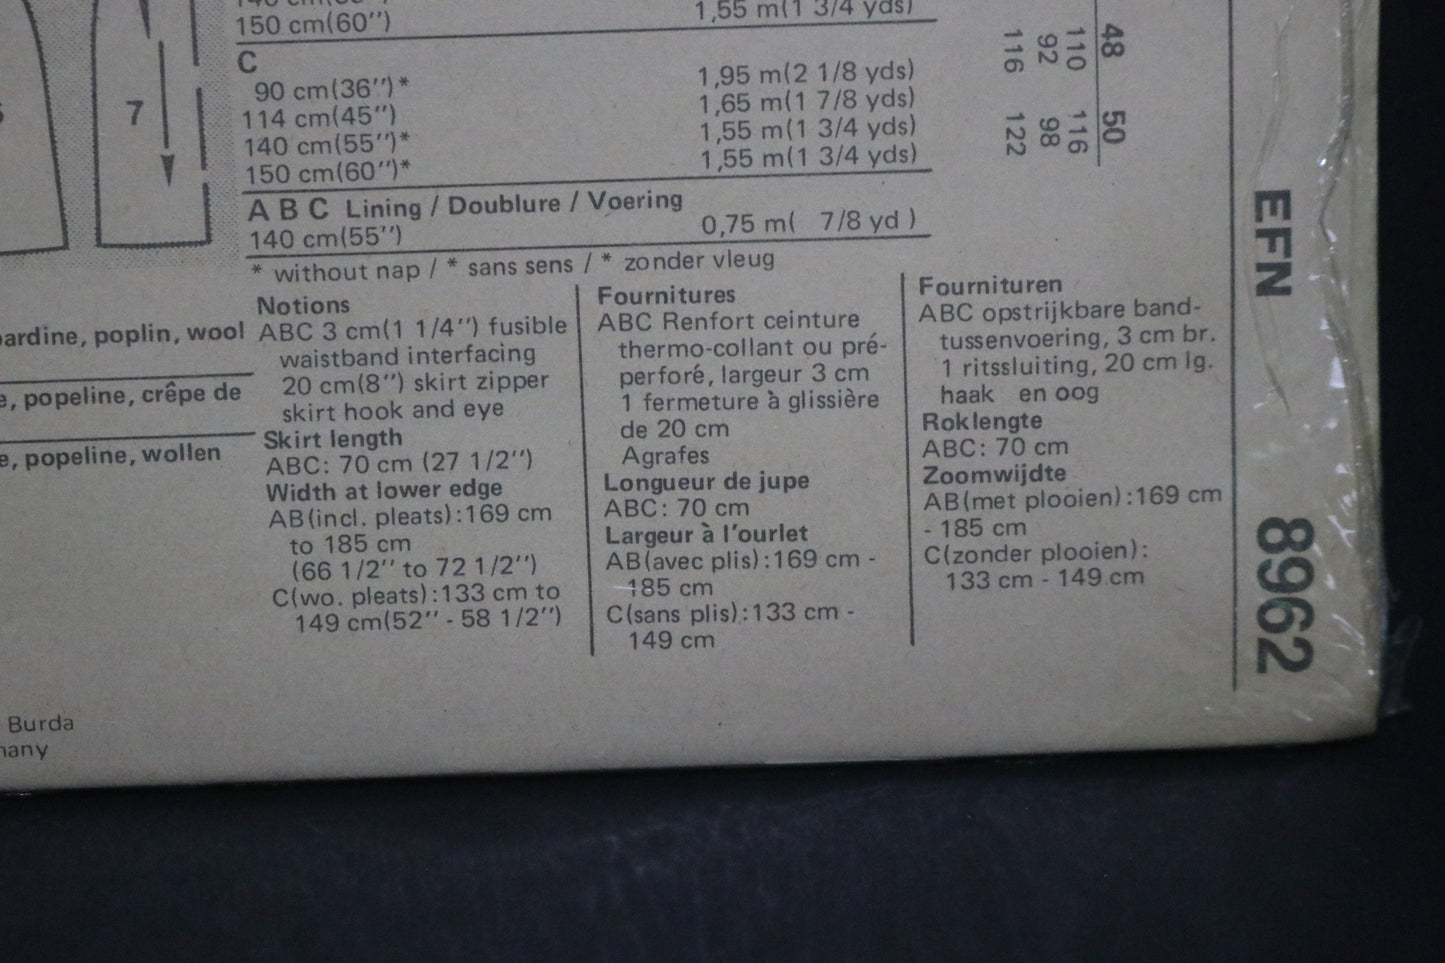 150 cm(60'')
1,55 m(1 3/4 yds)
C
90 cm(36'')* 1,95 m(2 1/8 yds)
114 cm(45'') 1,65 m(1 7/8 yds)
140 cm(55'')* 1,55 m(1 3/4 yds)
150 cm(60'')* 1,55 m(1 3/4 yds)
A B C Lining / Doublure / Voering
140 cm(55'') 0,75 m( 7/8 yd )
* without nap / * sans sens / * zonder vleug
7
48 50
110 116
92 98
116 122
ardine, poplin, wool
e, popeline, crêpe de
e, popeline, wollen
Notions
ABC 3 cm(1 1/4'') fusible
waistband interfacing
20 cm(8'') skirt zipper
skirt hook and eye
Skirt length
ABC: 70 cm (27 1/2'')
Width at lower edge
AB(incl. pleats):169 cm
to 185 cm
(66 1/2'' to 72 1/2'')
C(wo. pleats):133 cm to
149 cm(52'' - 58 1/2'')
Fournitures
ABC Renfort ceinture
thermo-collant ou pré-
perforé, largeur 3 cm
1 fermeture à glissière
de 20 cm
Agrafes
Longueur de jupe
ABC: 70 cm
Largeur à l'ourlet
AB(avec plis):169 cm -
185 cm
C(sans plis):133 cm -
149 cm
Fournituren
ABC opstrijkbare band-
tussenvoering, 3 cm br.
1 ritssluiting, 20 cm lg.
haak en oog
Roklengte
ABC: 70 cm
Zoomwijdte
AB(met plooien):169 cm
- 185 cm
C(zonder plooien):
133 cm - 149 cm
EFN 8962
Burda
many